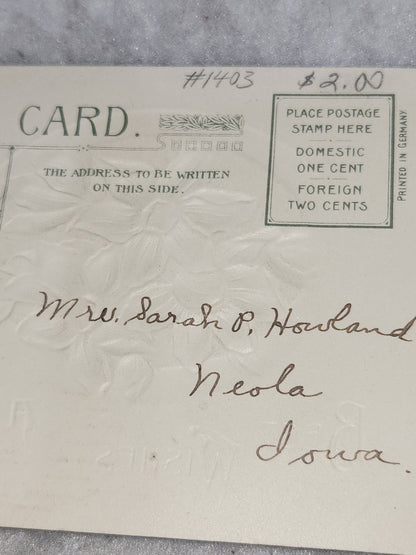 #1403 $2.00
CARD.
PLACE POSTAGE
STAMP HERE
DOMESTIC
ONE CENT
FOREIGN
TWO CENTS
PRINTED IN GERMANY
THE ADDRESS TO BE WRITTEN
ON THIS SIDE.
Mrs. Sarah P. Howland
Neola
Iowa.